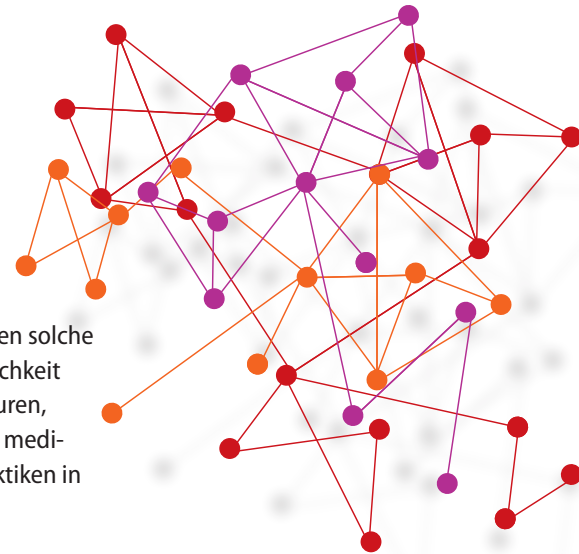 en solche
chkeit
uren,
medi-
ktiken in